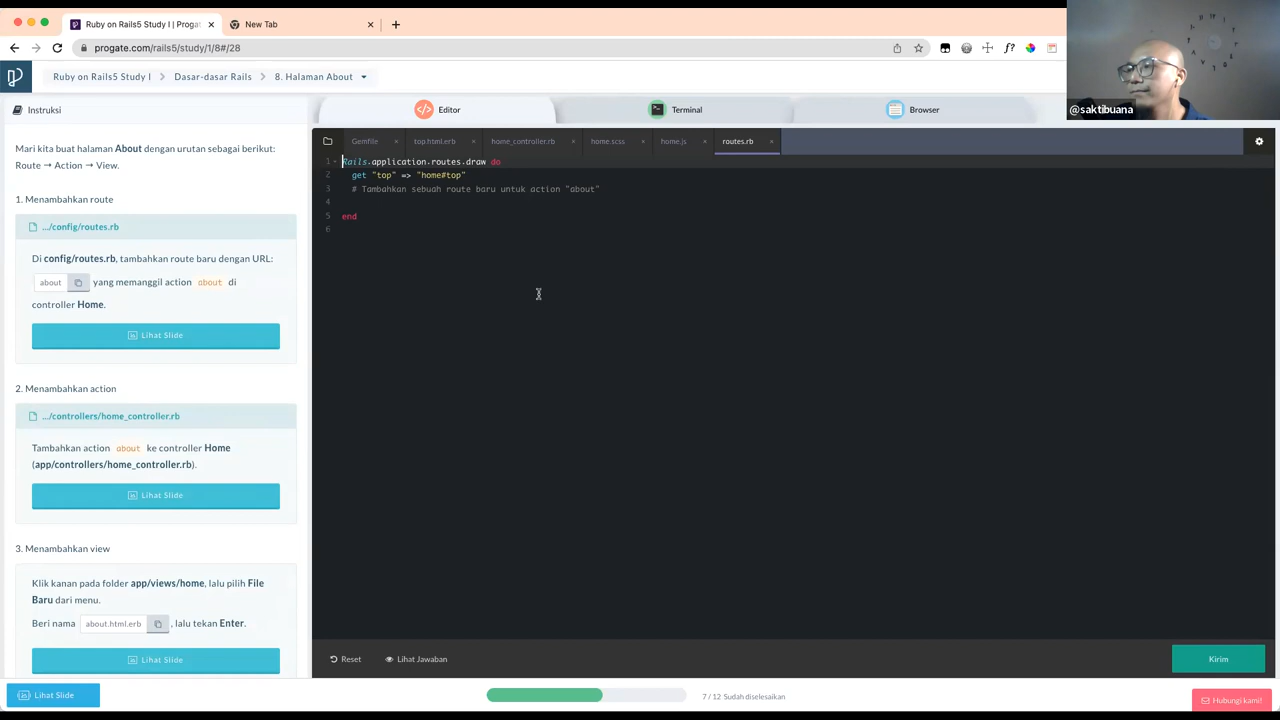 Ruby on Rails5 Study I | Progat
New Tab
progate.com/rails5/study/1/8#/28
Ruby on Rails5 Study I
Dasar-dasar Rails
8. Halaman About
@saktibuana
Instruksi
Editor
Terminal
Browser
Gemfile
top.html.erb
home_controller.rb
home.scss
home.js
routes.rb
Mari kita buat halaman About dengan urutan sebagai berikut:
Route → Action → View.
1. Menambahkan route
.../config/routes.rb
Di config/routes.rb, tambahkan route baru dengan URL:
about yang memanggil action about di
controller Home.
Lihat Slide
2. Menambahkan action
.../controllers/home_controller.rb
Tambahkan action about ke controller Home
(app/controllers/home_controller.rb).
Lihat Slide
3. Menambahkan view
Klik kanan pada folder app/views/home, lalu pilih File
Baru dari menu.
Beri nama about.html.erb , lalu tekan Enter.
Lihat Slide
1 Rails.application.routes.draw do
2 get "top" => "home#top"
3 # Tambahkan sebuah route baru untuk action "about"
4
5 end
6
Reset
Lihat Jawaban
Kirim
Lihat Slide
7 / 12 Sudah diselesaikan
Hubungi kami!